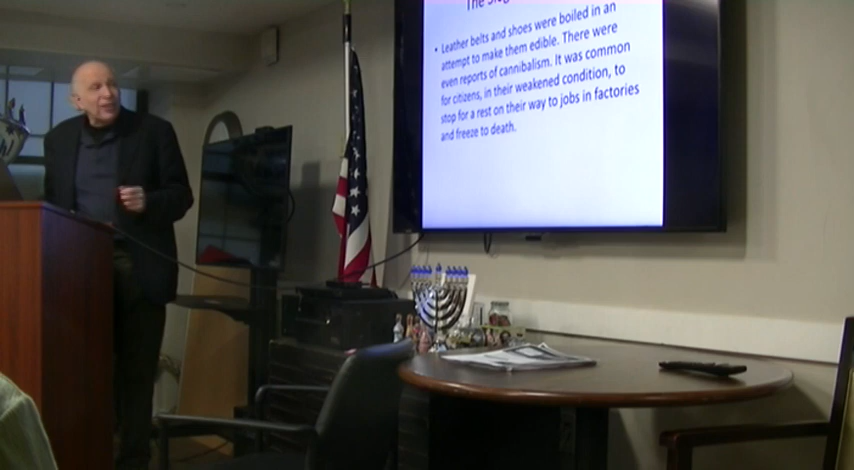 The
• Leather belts and shoes were boiled in an
attempt to make them edible. There were
even reports of cannibalism. It was common
for citizens, in their weakened condition, to
stop for a rest on their way to jobs in factories
and freeze to death.